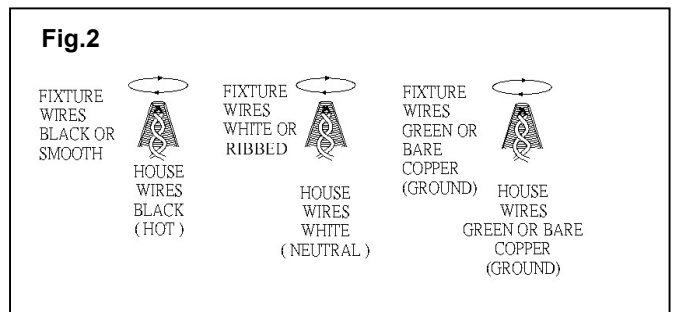 Fig.2
FIXTURE
WIRES
BLACK OR
SMOOTH
HOUSE
WIRES
BLACK
(HOT)
FIXTURE
WIRES
WHITE OR
RIBBED
HOUSE
WIRES
WHITE
(NEUTRAL)
FIXTURE
WIRES
GREEN OR
BARE
COPPER
(GROUND)
HOUSE
WIRES
GREEN OR BARE
COPPER
(GROUND)